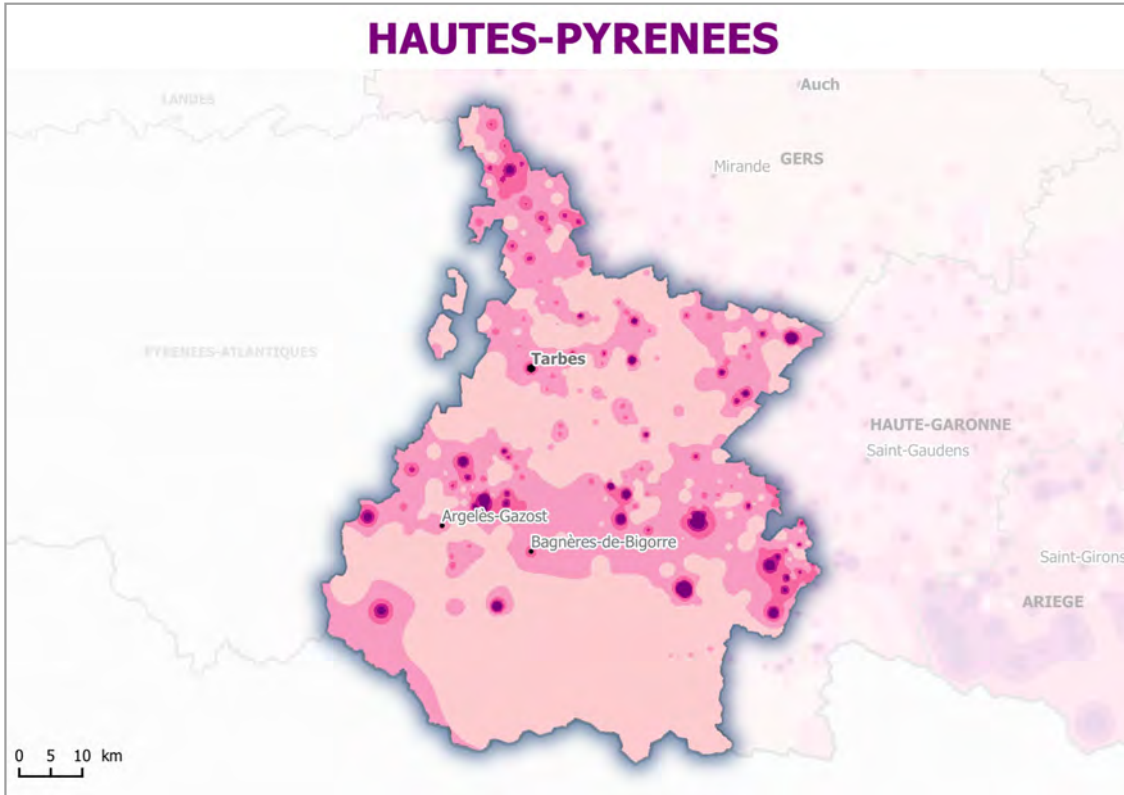 HAUTES-PYRENEES
LANDES
Auch
Mirande
GERS
PYRENEES-ATLANTIQUES
Tarbes
HAUTE-GARONNE
Saint-Gaudens
Argelès-Gazost
Bagnères-de-Bigorre
Saint-Girons
ARIEGE
0 5 10 km